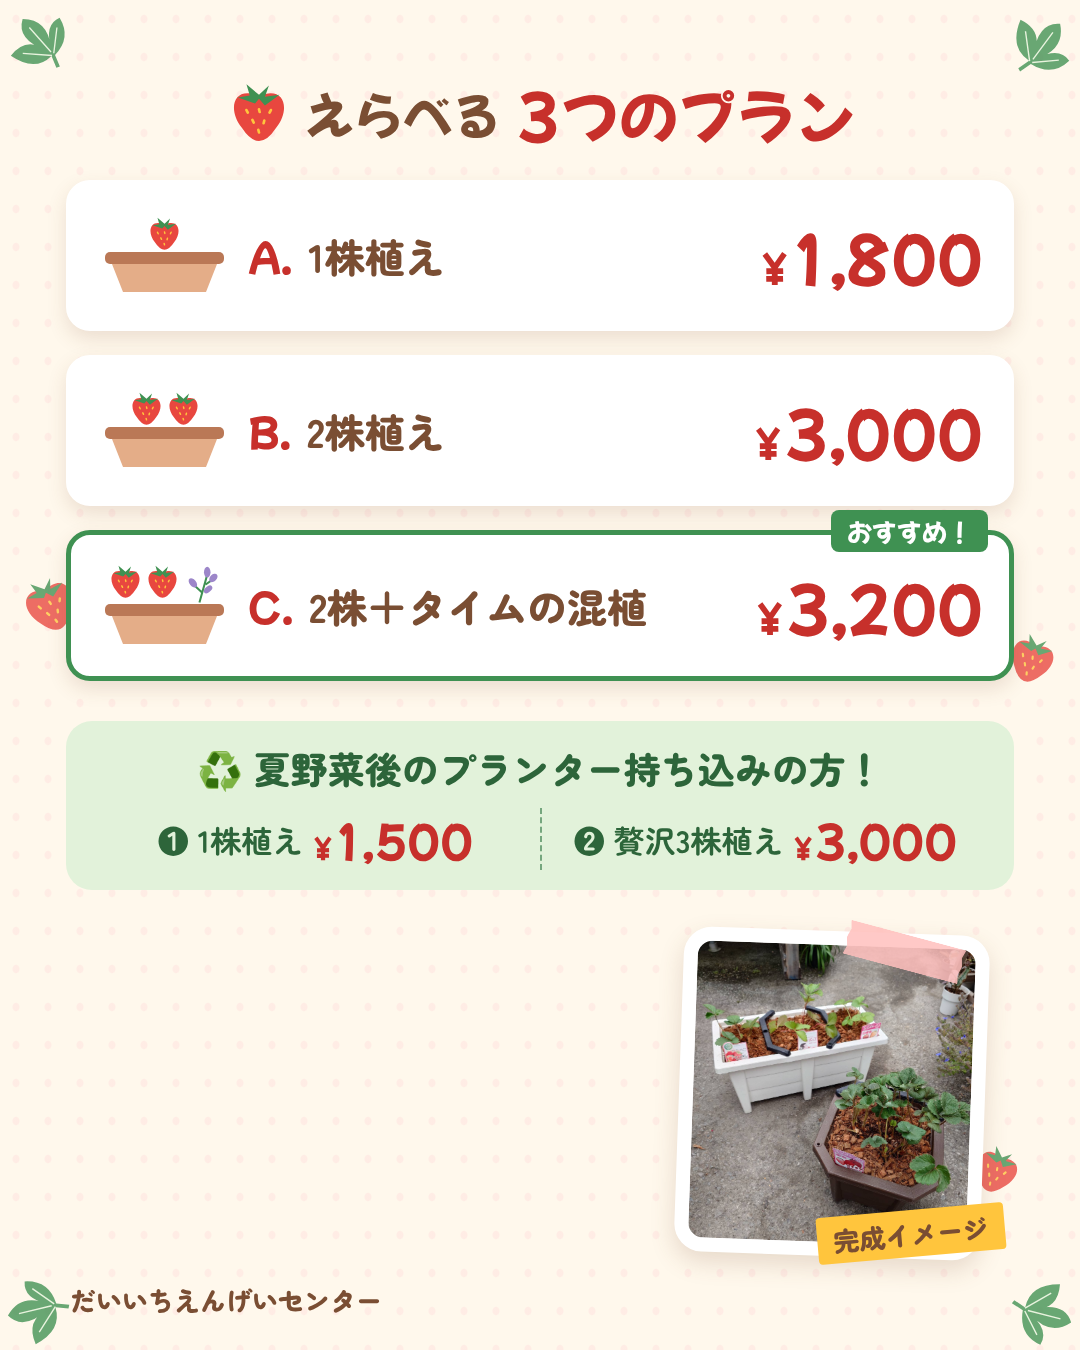 えらべる 3つのプラン
A. 1株植え ¥1,800
B. 2株植え ¥3,000
おすすめ！
C. 2株＋タイムの混植 ¥3,200
♻️ 夏野菜後のプランター持ち込みの方！
❶ 1株植え ¥1,500
❷ 贅沢3株植え ¥3,000
完成イメージ
だいいちえんげいセンター